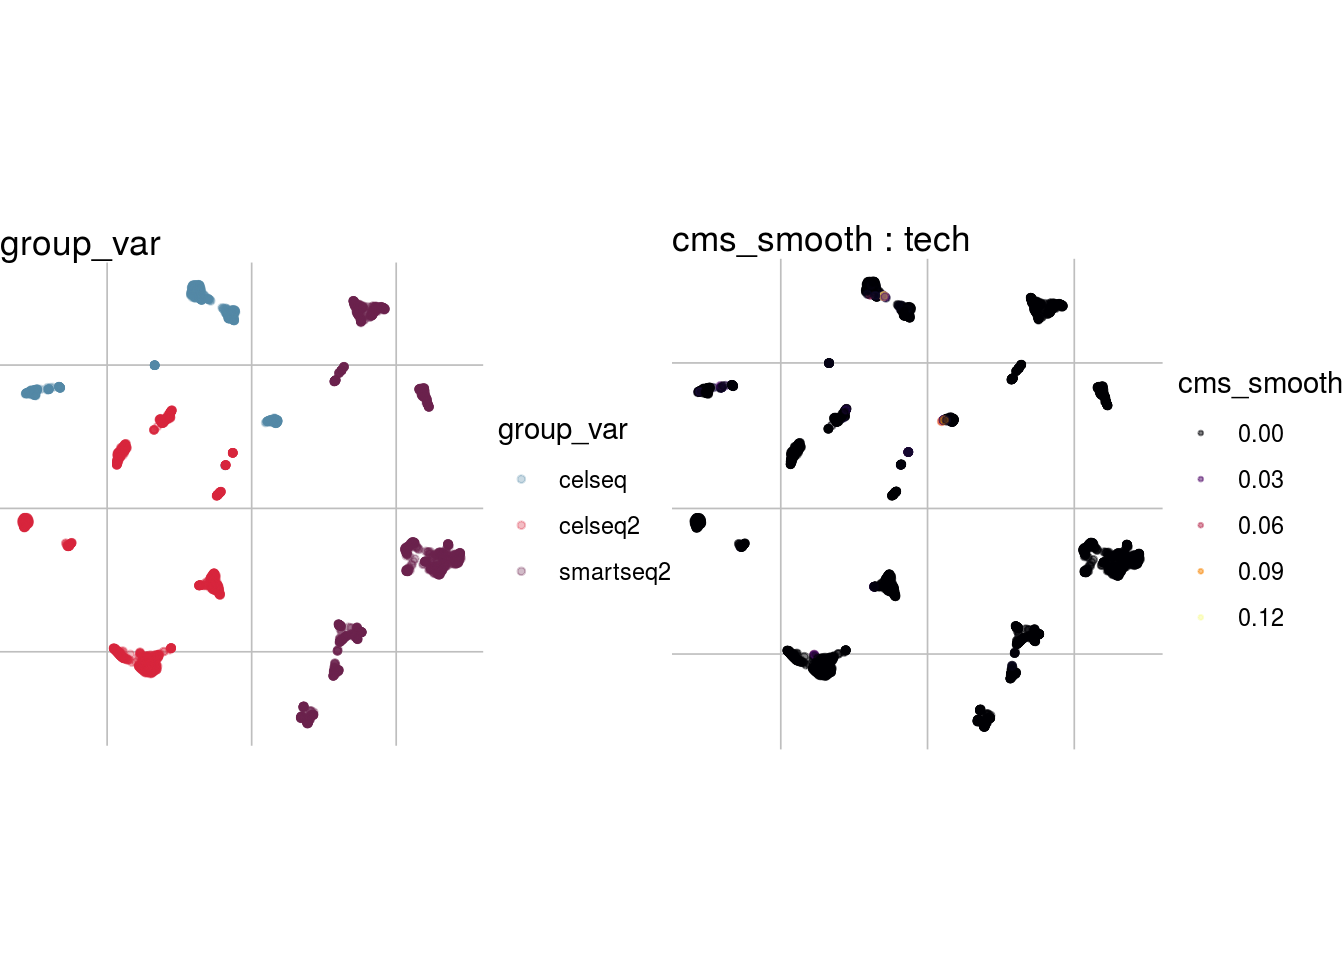 group_var
group_var
celseq
celseq2
smartseq2
cms_smooth : tech
cms_smooth
0.00
0.03
0.06
0.09
0.12